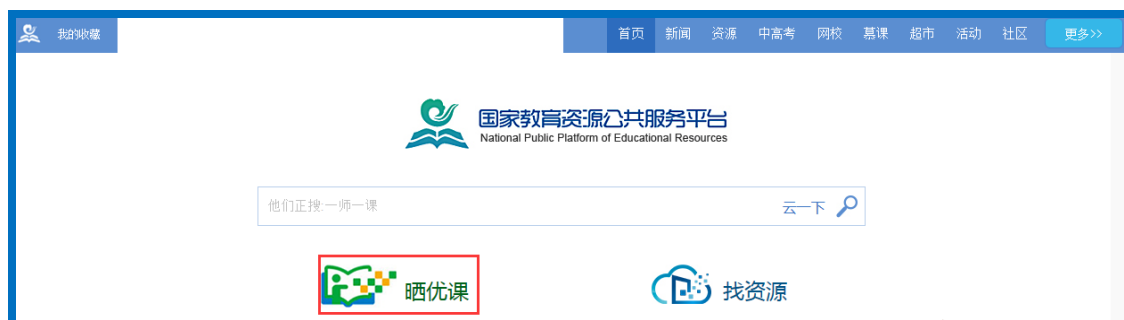 我的收藏 首页 新闻 资源 中高考 网校 慕课 超市 活动 社区 更多>>
国家教育资源公共服务平台
National Public Platform of Educational Resources
他们正搜:一师一课 云一下
晒优课 找资源